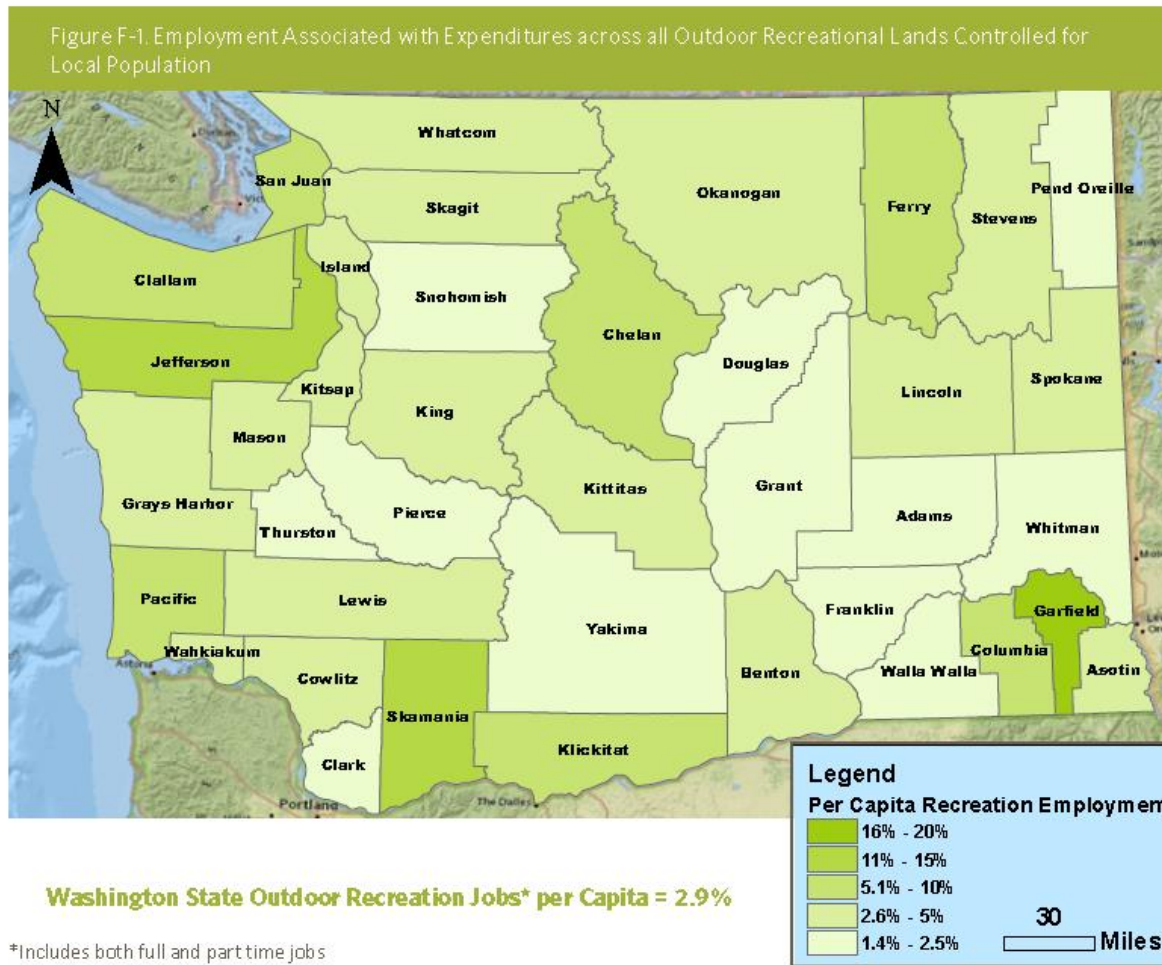 Figure F-1. Employment Associated with Expenditures across all Outdoor Recreational Lands Controlled for
Local Population
N
Whatcom
San Juan
Okanogan
Pend Oreille
Skagit
Ferry
Stevens
Island
Clallam
Snohomish
Chelan
Jefferson
Douglas
Kitsap
Spokane
King
Lincoln
Mason
Kittitas
Grant
Grays Harbor
Pierce
Adams
Whitman
Thurston
Pacific
Lewis
Franklin
Garfield
Yakima
Wahkiakum
Columbia
Astoria
Cowlitz
Benton
Walla Walla
Asotin
Skamania
Klickitat
Clark
Portland
The Dalles
Legend
Per Capita Recreation Employmen
16% - 20%
11% - 15%
5.1% - 10%
2.6% - 5%
1.4% - 2.5%
30
Miles
Washington State Outdoor Recreation Jobs* per Capita = 2.9%
*Includes both full and part time jobs